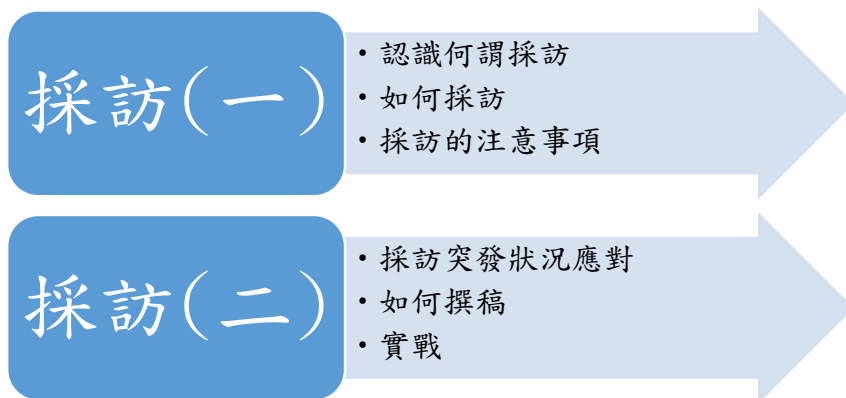 採訪(一)
・認識何謂採訪
・如何採訪
・採訪的注意事項
採訪(二)
・採訪突發狀況應對
・如何撰稿
・實戰